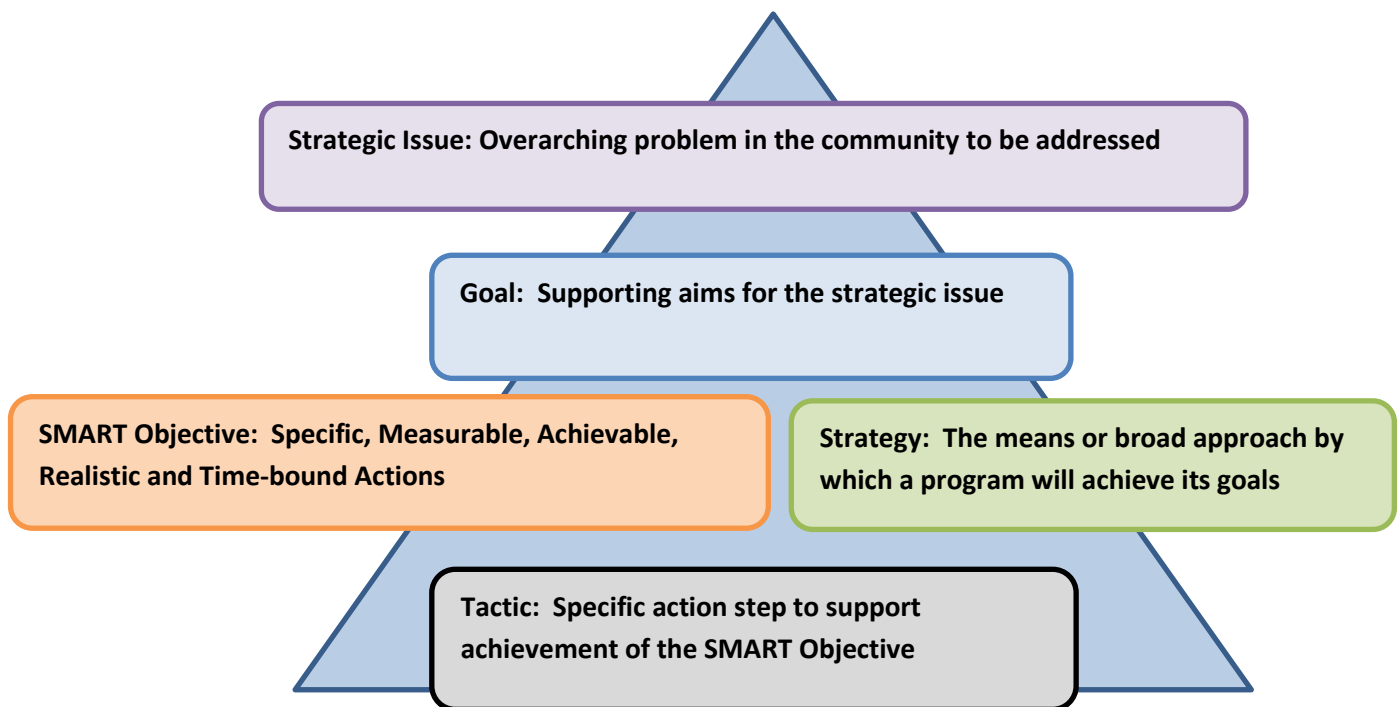 Strategic Issue: Overarching problem in the community to be addressed
Goal:  Supporting aims for the strategic issue
SMART Objective:  Specific, Measurable, Achievable,
Realistic and Time-bound Actions
Strategy:  The means or broad approach by
which a program will achieve its goals
Tactic:  Specific action step to support
achievement of the SMART Objective